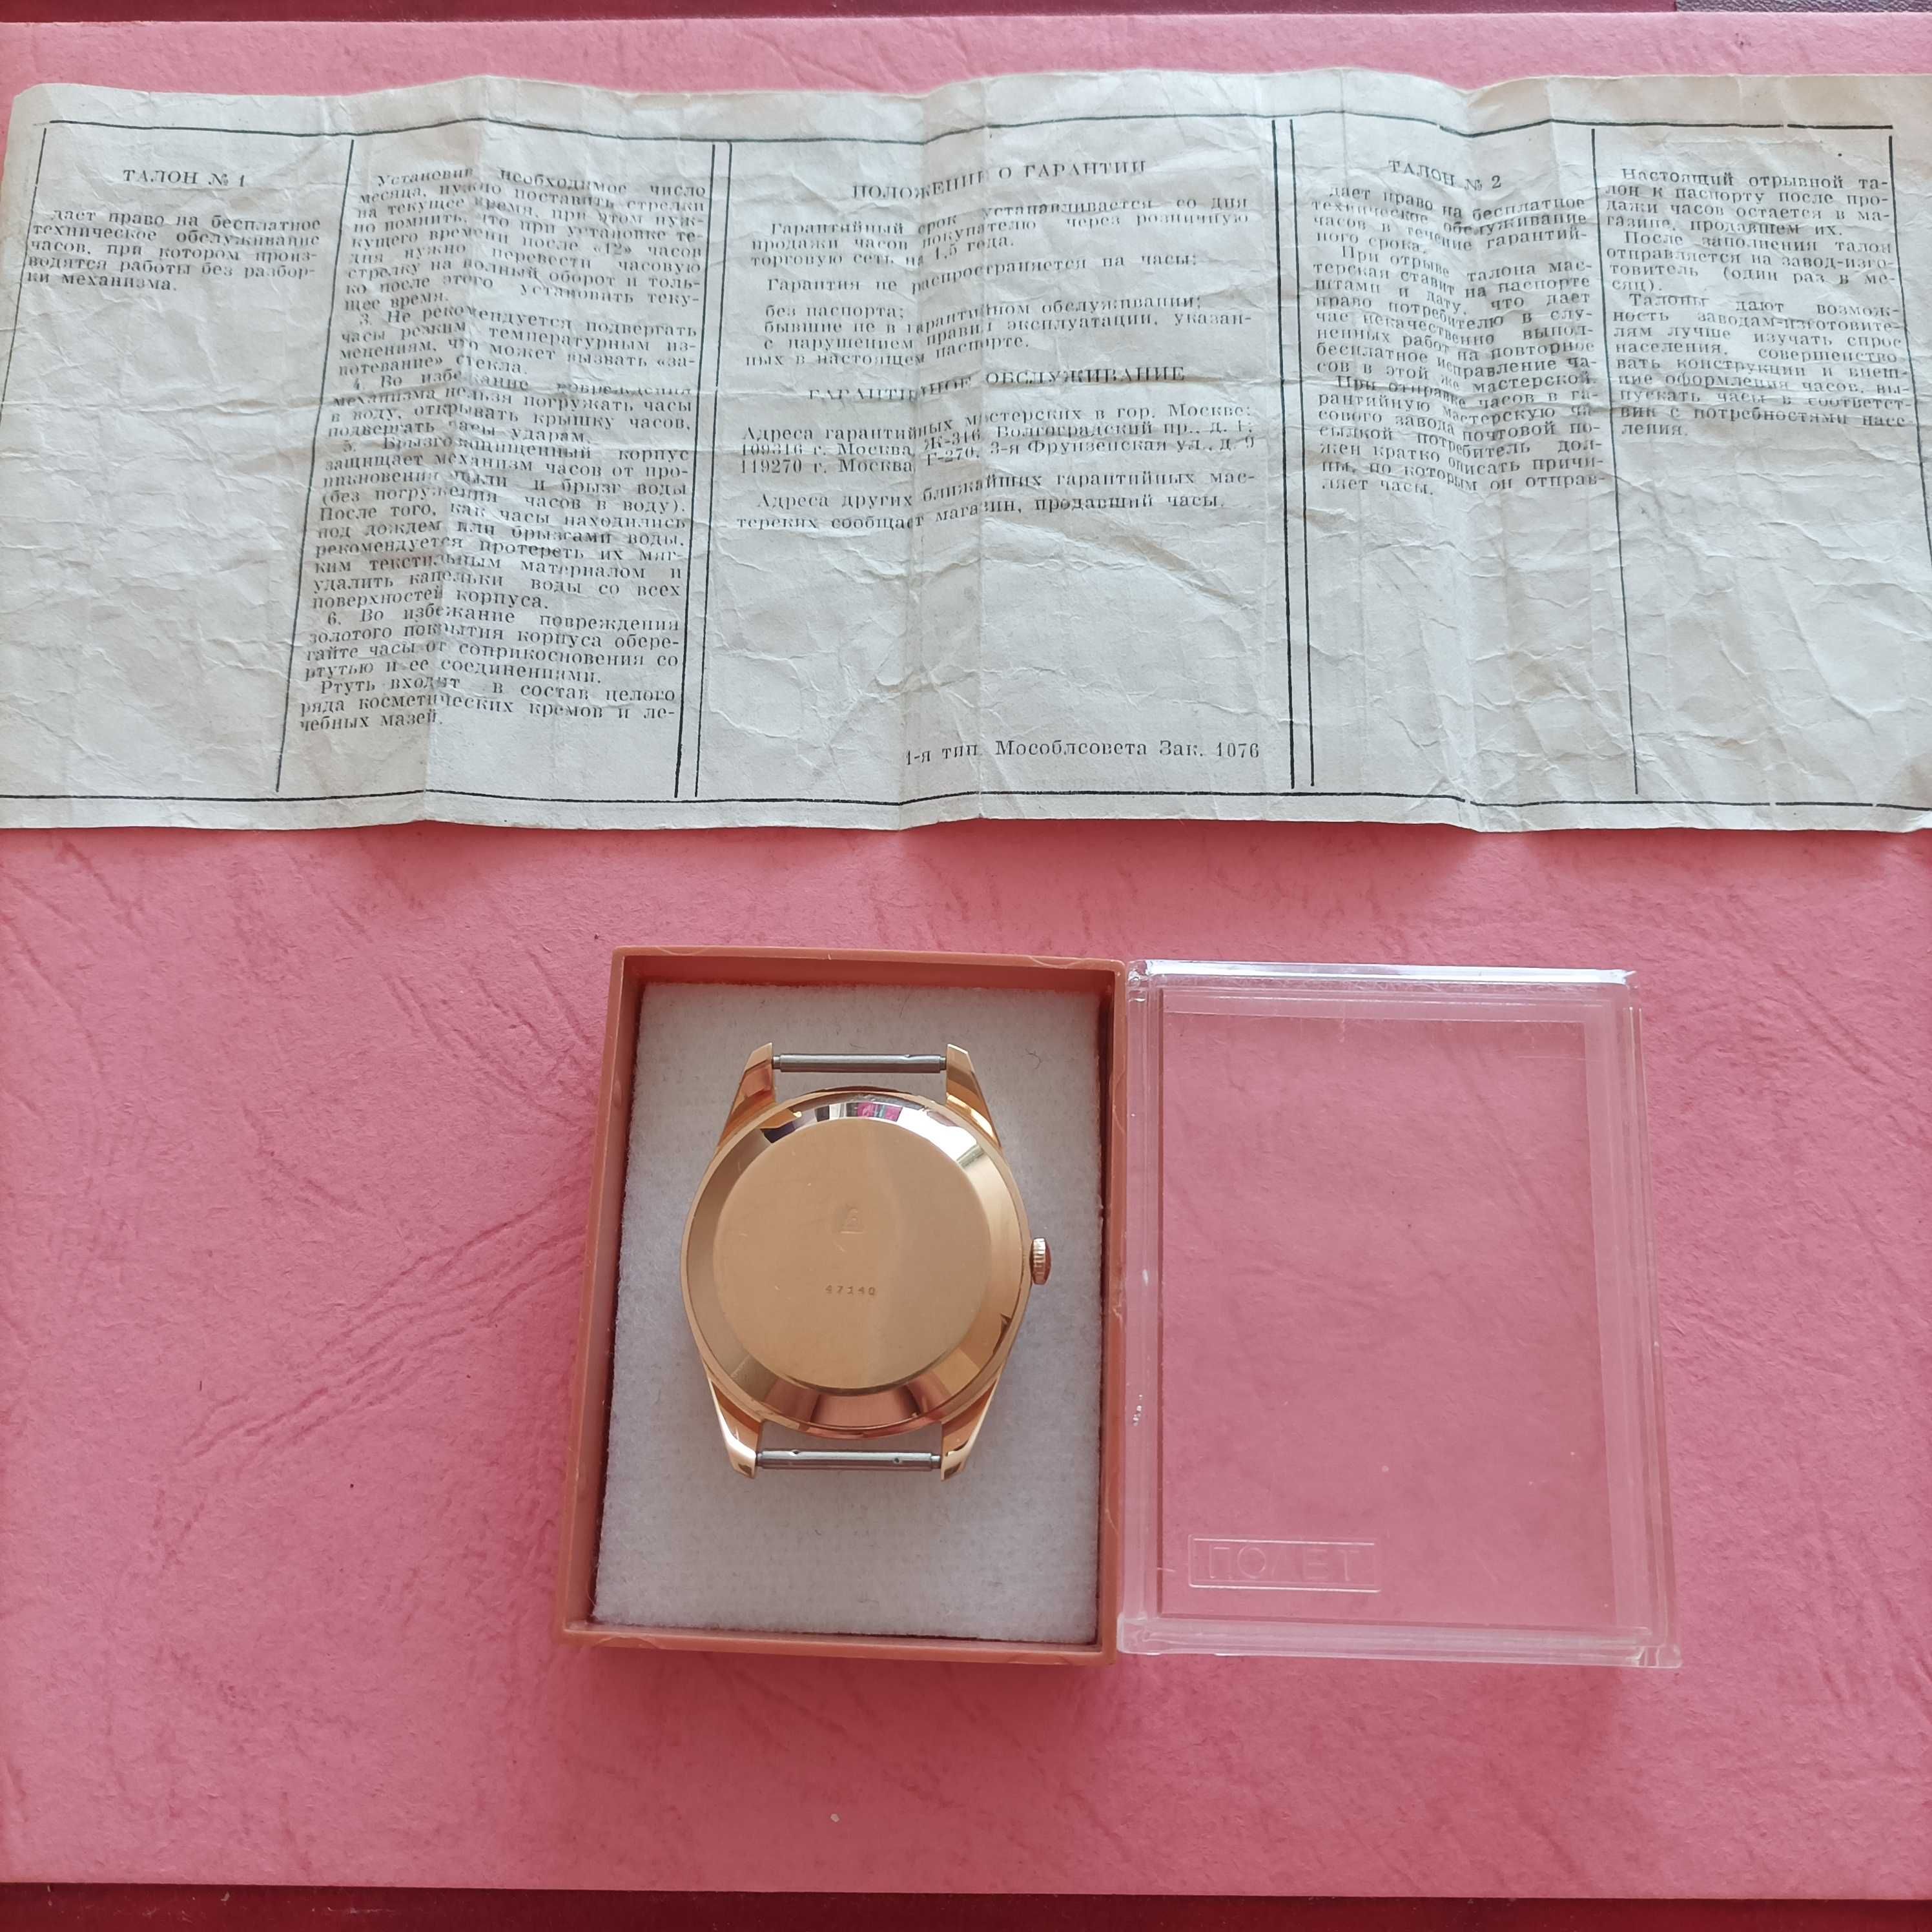 ТАЛОН № 1
дает право на бесплатное
техническое обслуживание
часов, при котором произ-
водятся работы без разбор-
ки механизма.
Установив необходимое число
месяца, нужно поставить стрелки
на текущее время, при этом нуж-
но помнить, что при установке те-
кущего времени после «12» часов
дня нужно перевести часовую
стрелку на полный оборот и толь-
ко после этого установить теку-
щее время.
3. Не рекомендуется подвергать
часы резким температурным из-
менениям, что может вызвать «за-
потевание» стекла.
4. Во избежание повреждения
механизма нельзя погружать часы
в воду, открывать крышку часов,
подвергать часы ударам.
5. Брызгозащищенный корпус
защищает механизм часов от про-
никновения пыли и брызг воды
(без погружения часов в воду).
После того, как часы находились
под дождем или брызгами воды,
рекомендуется протереть их мяг-
ким текстильным материалом и
удалить капельки воды со всех
поверхностей корпуса.
6. Во избежание повреждения
золотого покрытия корпуса обере-
гайте часы от соприкосновения со
ртутью и ее соединениями.
Ртуть входит в состав целого
ряда косметических кремов и ле-
чебных мазей.
ПОЛОЖЕНИЕ О ГАРАНТИИ
Гарантийный срок устанавливается со дня
продажи часов покупателю через розничную
торговую сеть на 1,5 года.
Гарантия не распространяется на часы:
без паспорта;
бывшие не в гарантийном обслуживании;
с нарушением правил эксплуатации, указан-
ных в настоящем паспорте.
ГАРАНТИЙНОЕ ОБСЛУЖИВАНИЕ
Адреса гарантийных мастерских в гор. Москве:
109316 г. Москва, Ж-316, Волгоградский пр., д. 1;
119270 г. Москва, Г-270, 3-я Фрунзенская ул., д. 9
Адреса других ближайших гарантийных мас-
терских сообщает магазин, продавший часы.
1-я тип. Мособлсовета Зак. 1076
ТАЛОН № 2
дает право на бесплатное
техническое обслуживание
часов в течение гарантий-
ного срока.
При отрыве талона мас-
терская ставит на паспорте
штамп и дату, что дает
право потребителю в слу-
чае некачественно выпол-
ненных работ на повторное
бесплатное исправление ча-
сов в этой же мастерской.
При отправке часов в га-
рантийную мастерскую ча-
сового завода почтовой по-
сылкой потребитель дол-
жен кратко описать причи-
ны, по которым он отправ-
ляет часы.
Настоящий отрывной та-
лон к паспорту после про-
дажи часов остается в ма-
газине, продавшем их.
После заполнения талон
отправляется на завод-изго-
товитель (один раз в ме-
сяц).
Талоны дают возмож-
ность заводам-изготовите-
лям лучше изучать спрос
населения, совершенство-
вать конструкции и внеш-
ние оформления часов, вы-
пускать часы в соответст-
вии с потребностями насе
ления.
47140
ПОЛЕТ